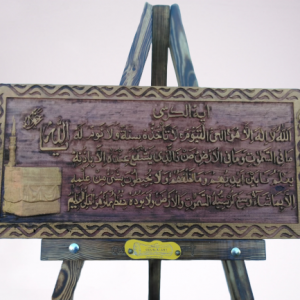 آية الكرسي
الله لا إله إلا هو الحي القيوم لا تأخذه سنة ولا نوم له
ما في السموات وما في الأرض من ذا الذي يشفع عنده إلا بإذنه
يعلم ما بين أيديهم وما خلفهم ولا يحيطون بشيء من علمه
إلا بما شاء وسع كرسيه السموات والأرض ولا يؤده حفظهما وهو العلي العظيم